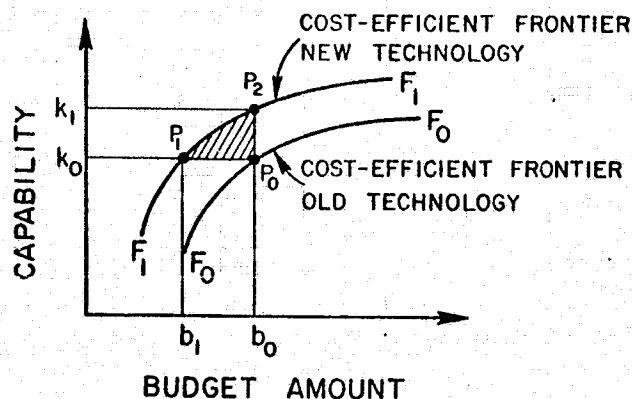 COST-EFFICIENT FRONTIER
NEW TECHNOLOGY
F₁
P₂
k₁
P₁
F₀
k₀
P₀
COST-EFFICIENT FRONTIER
OLD TECHNOLOGY
CAPABILITY
F₁
F₀
b₁ b₀
BUDGET AMOUNT